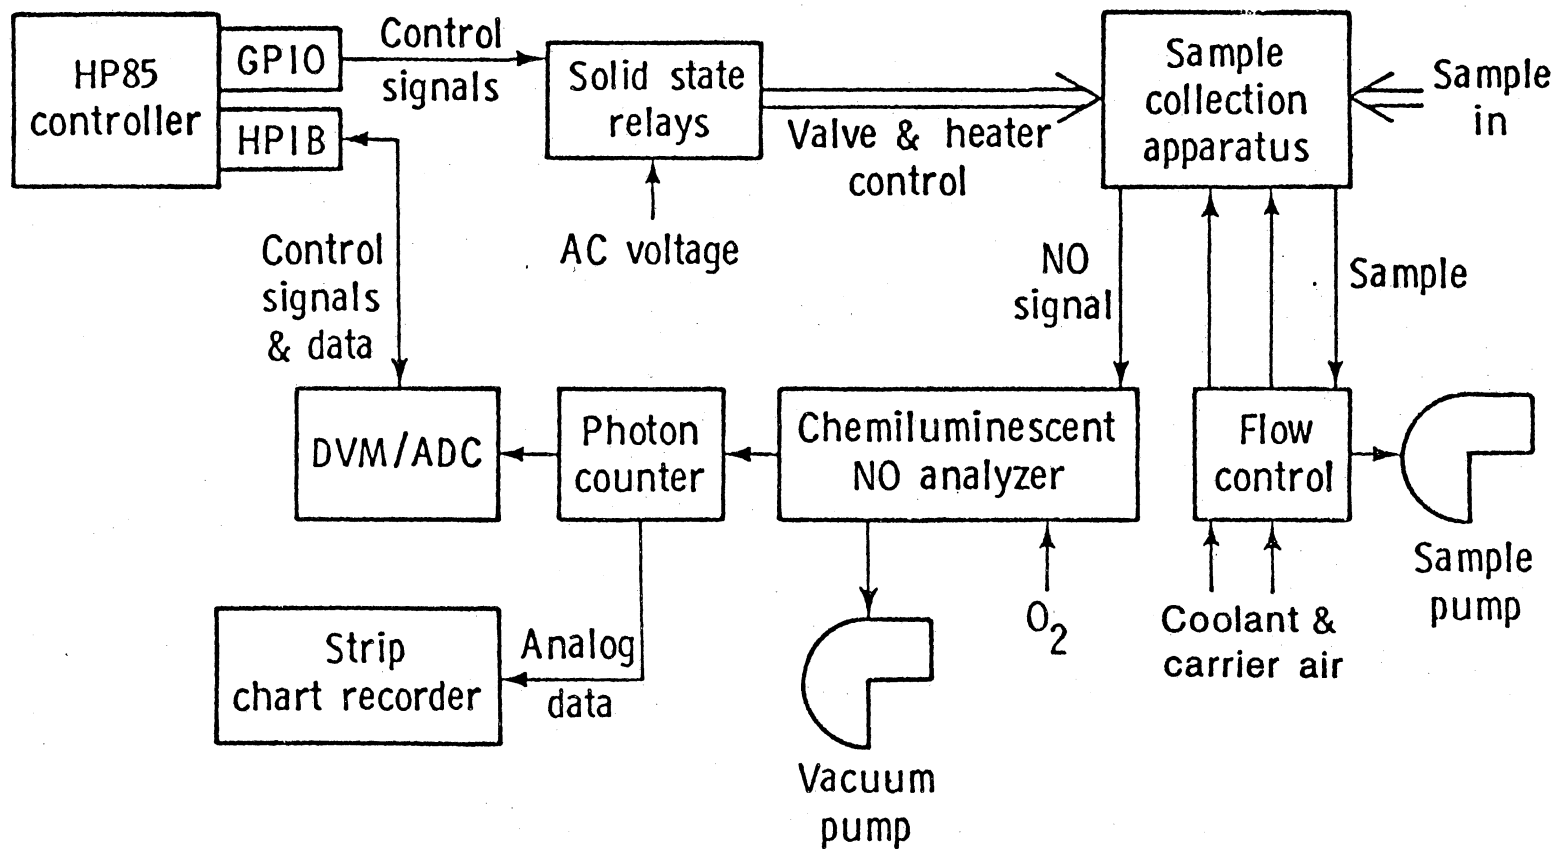 HP85
controller
GPIO
HPIB
Control
signals
Solid state
relays
AC voltage
Valve & heater
control
Sample
collection
apparatus
Sample
in
Control
signals
& data
NO
signal
Sample
DVM/ADC
Photon
counter
Chemiluminescent
NO analyzer
Flow
control
Sample
pump
Strip
chart recorder
Analog
data
Vacuum
pump
O2
Coolant &
carrier air